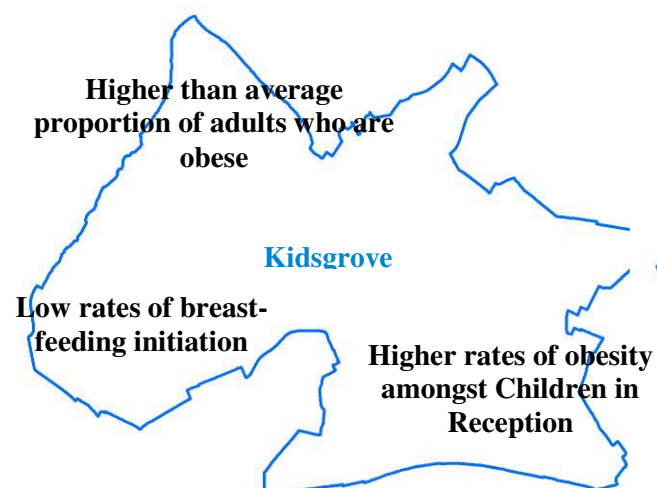 Higher than average
proportion of adults who are
obese
Kidsgrove
Low rates of breast-
feeding initiation
Higher rates of obesity
amongst Children in
Reception